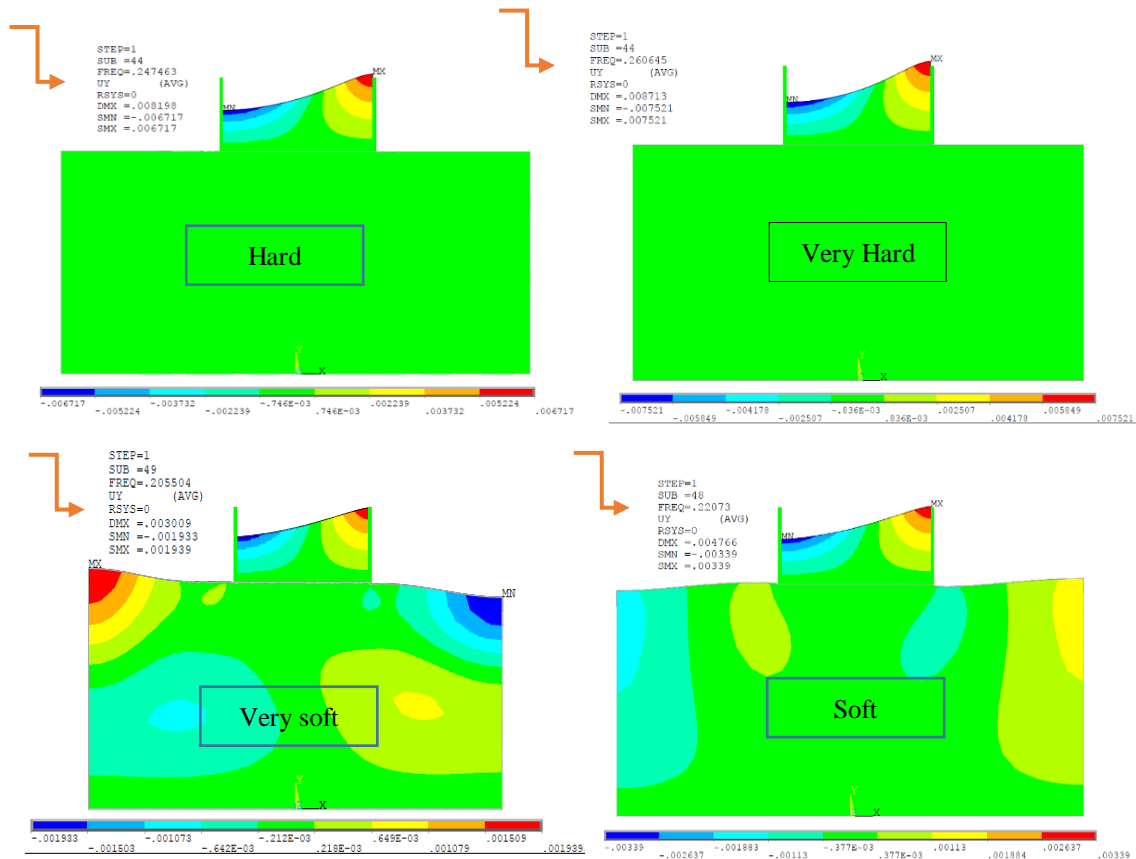 STEP=1
SUB =44
FREQ=.247463
UY (AVG)
RSYS=0
DMX =.008198
SMN =-.006717
SMX =.006717
MX
MN
Hard
Y
X
-.006717 -.005224 -.003732 -.002239 -.746E-03 .746E-03 .002239 .003732 .005224 .006717
STEP=1
SUB =44
FREQ=.260645
UY (AVG)
RSYS=0
DMX =.008713
SMN =-.007521
SMX =.007521
MX
MN
Very Hard
Y
X
-.007521 -.005849 -.004178 -.002507 -.836E-03 .836E-03 .002507 .004178 .005849 .007521
STEP=1
SUB =49
FREQ=.205504
UY (AVG)
RSYS=0
DMX =.003009
SMN =-.001933
SMX =.001939
MX
MN
Very soft
Y
X
-.001933 -.001503 -.001073 -.642E-03 -.212E-03 .218E-03 .649E-03 .001079 .001509 .001939
STEP=1
SUB =48
FREQ=.22073
UY (AVG)
RSYS=0
DMX =.004766
SMN =-.00339
SMX =.00339
MX
MN
Soft
Y
X
-.00339 -.002637 -.001883 -.00113 -.377E-03 .377E-03 .00113 .001884 .002637 .00339